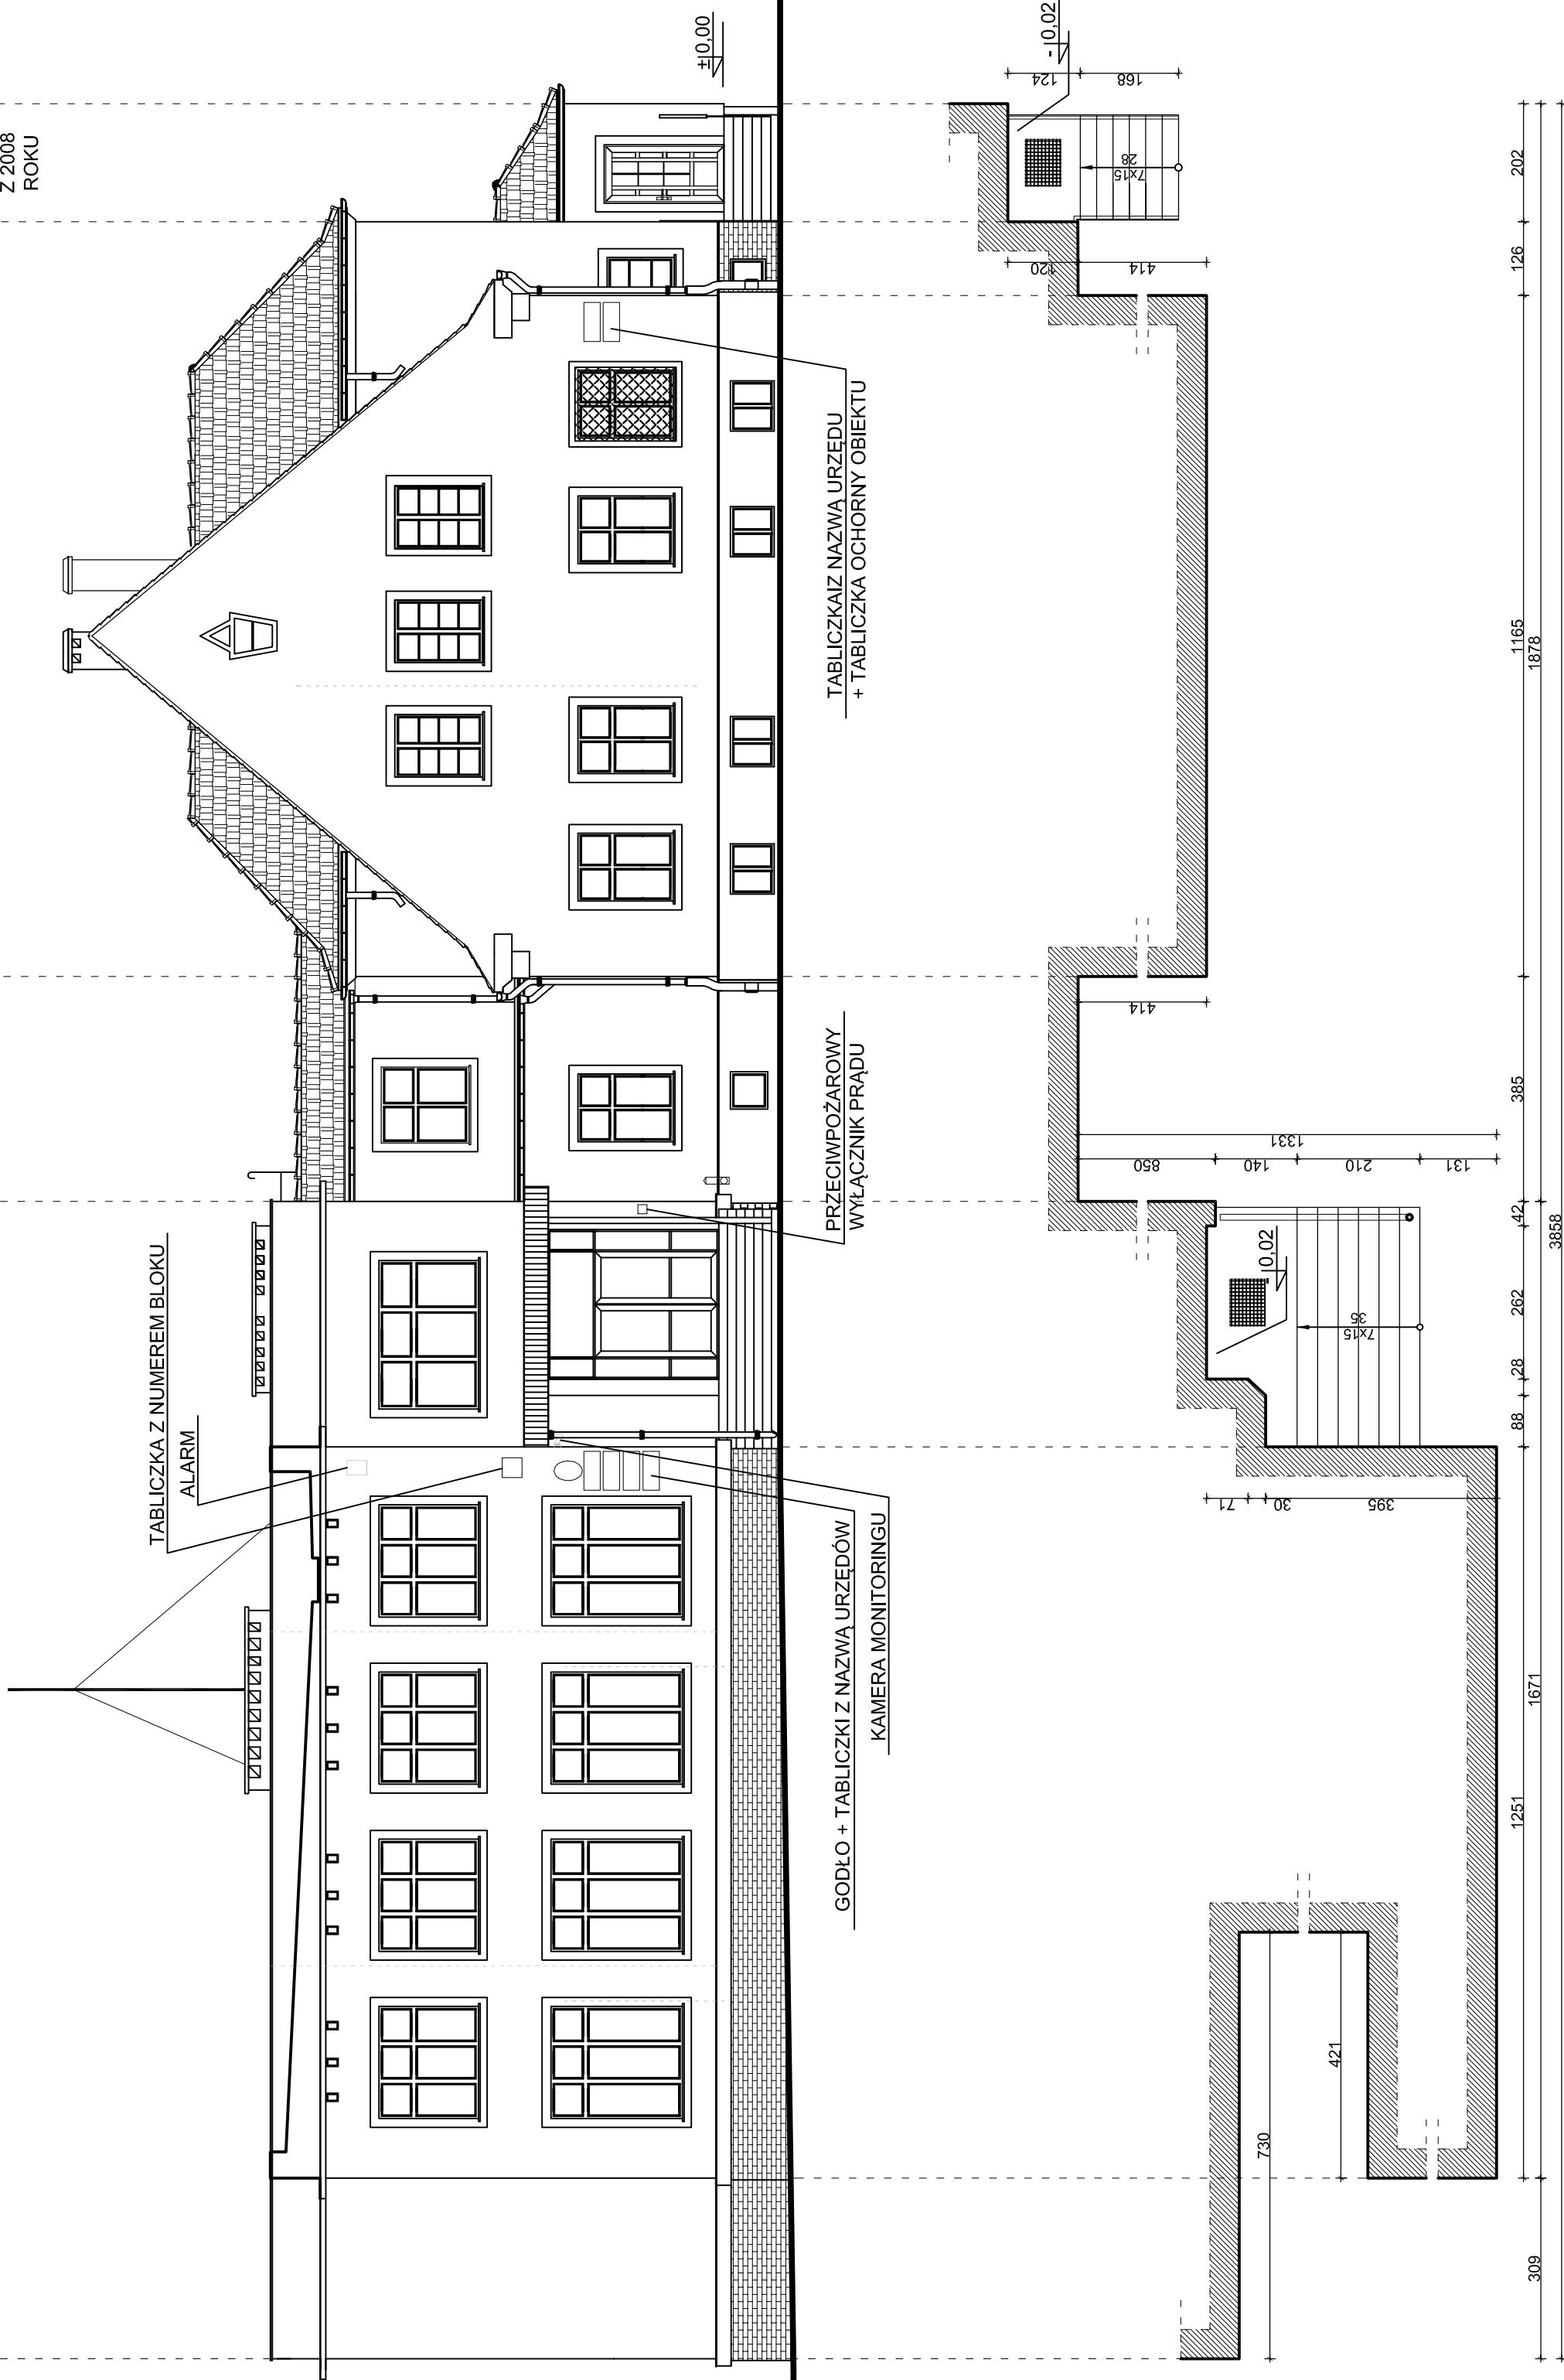 Z 2008
ROKU
±0,00
TABLICZKA Z NUMEREM BLOKU
ALARM
TABLICZKAIZ NAZWĄ URZĘDU
+ TABLICZKA OCHORNY OBIEKTU
PRZECIWPOŻAROWY
WYŁĄCZNIK PRĄDU
GODŁO + TABLICZKI Z NAZWĄ URZĘDÓW
KAMERA MONITORINGU
-0,02
124
168
7x15
28
120
414
414
1331
850
140
210
131
-0,02
7x15
35
71
30
395
421
730
202
126
1165
385
42
262
28
88
1251
1878
1671
309
3858